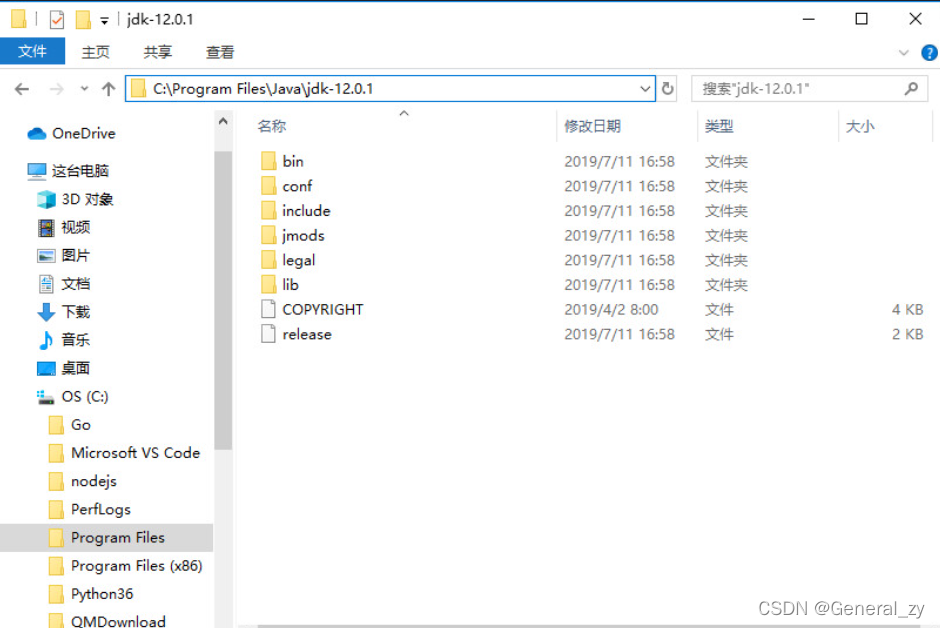 jdk-12.0.1
文件 主页 共享 查看
C:\Program Files\Java\jdk-12.0.1 搜索"jdk-12.0.1"
名称 修改日期 类型 大小
OneDrive
这台电脑
3D 对象
视频
图片
文档
下载
音乐
桌面
OS (C:)
Go
Microsoft VS Code
nodejs
PerfLogs
Program Files
Program Files (x86)
Python36
QMDownload
bin 2019/7/11 16:58 文件夹
conf 2019/7/11 16:58 文件夹
include 2019/7/11 16:58 文件夹
jmods 2019/7/11 16:58 文件夹
legal 2019/7/11 16:58 文件夹
lib 2019/7/11 16:58 文件夹
COPYRIGHT 2019/4/2 8:00 文件 4 KB
release 2019/7/11 16:58 文件 2 KB
CSDN @General_zy